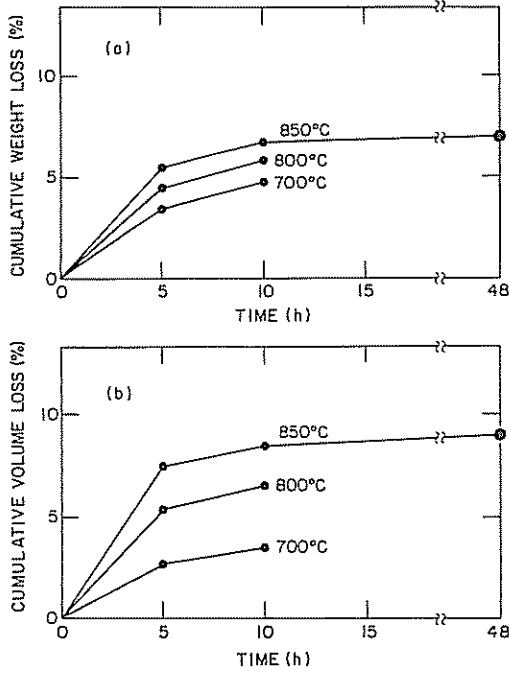 CUMULATIVE WEIGHT LOSS (%)
(a)
10
5
0
850°C
800°C
700°C
0 5 10 15 48
TIME (h)
CUMULATIVE VOLUME LOSS (%)
(b)
10
5
0
850°C
800°C
700°C
0 5 10 15 48
TIME (h)